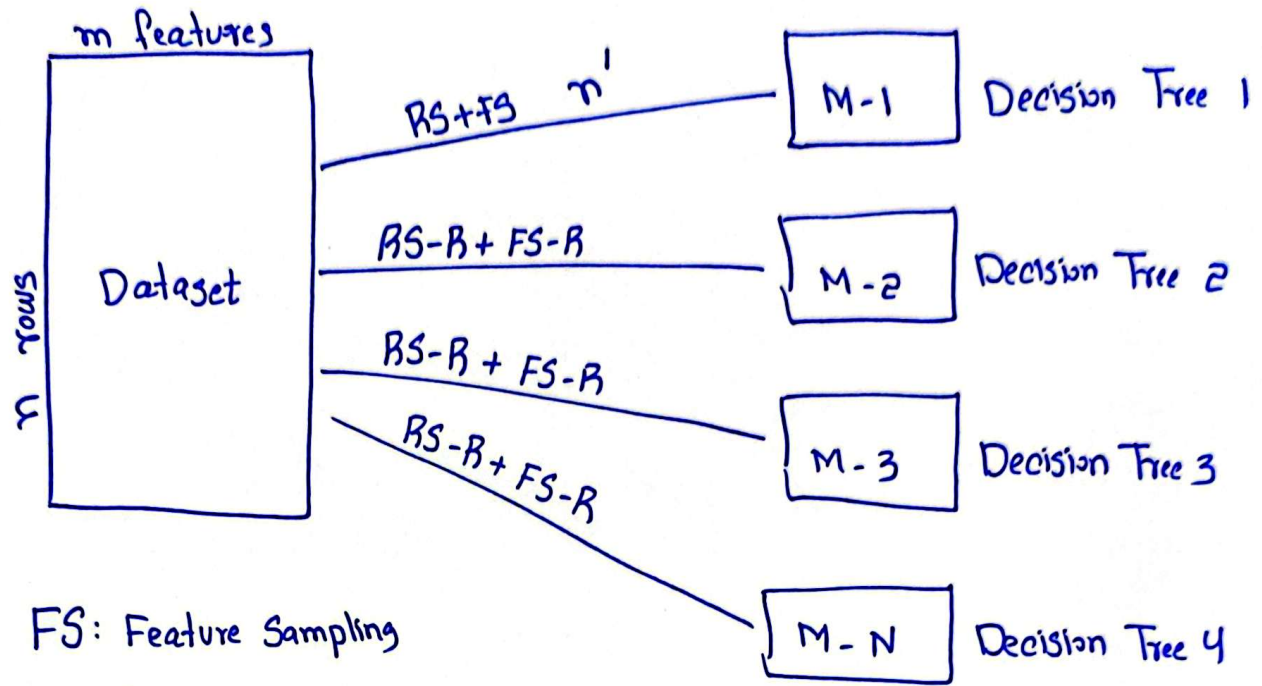 m features
n rows
Dataset
RS+FS n'
M-1
Decision Tree 1
RS-R + FS-R
M-2
Decision Tree 2
RS-R + FS-R
M-3
Decision Tree 3
RS-R + FS-R
M-N
Decision Tree 4
FS: Feature Sampling